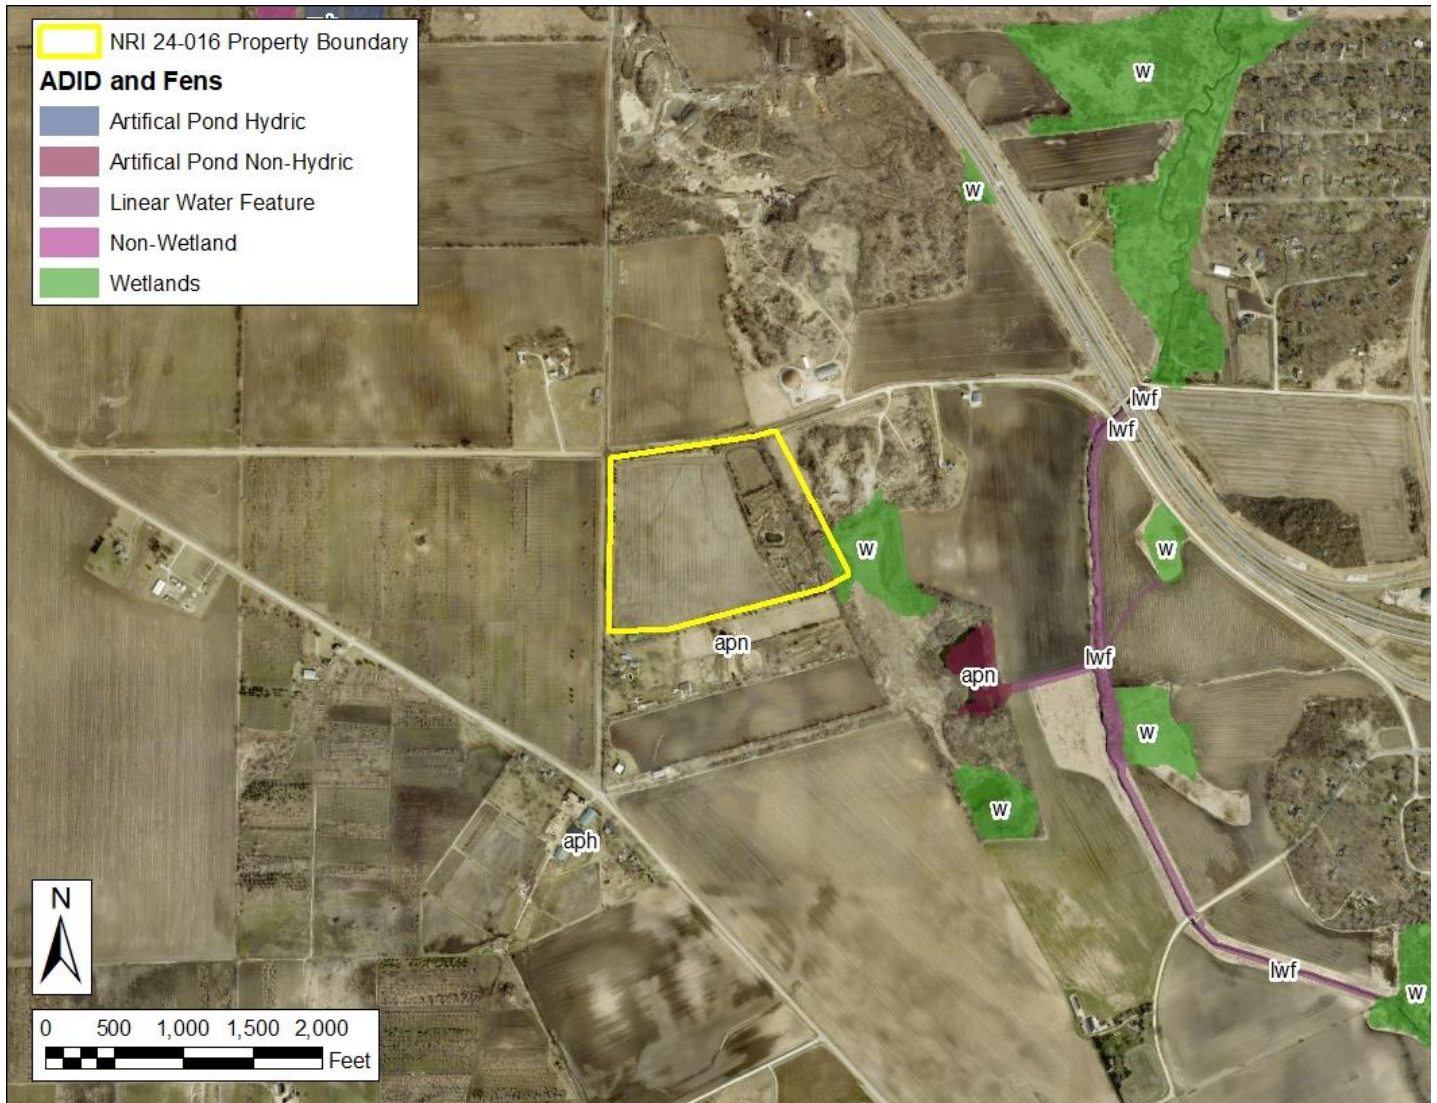 NRI 24-016 Property Boundary
ADID and Fens
Artifical Pond Hydric
Artifical Pond Non-Hydric
Linear Water Feature
Non-Wetland
Wetlands
w
w
lwf
lwf
w
w
apn
lwf
apn
w
w
aph
lwf
w
N
0 500 1,000 1,500 2,000
Feet